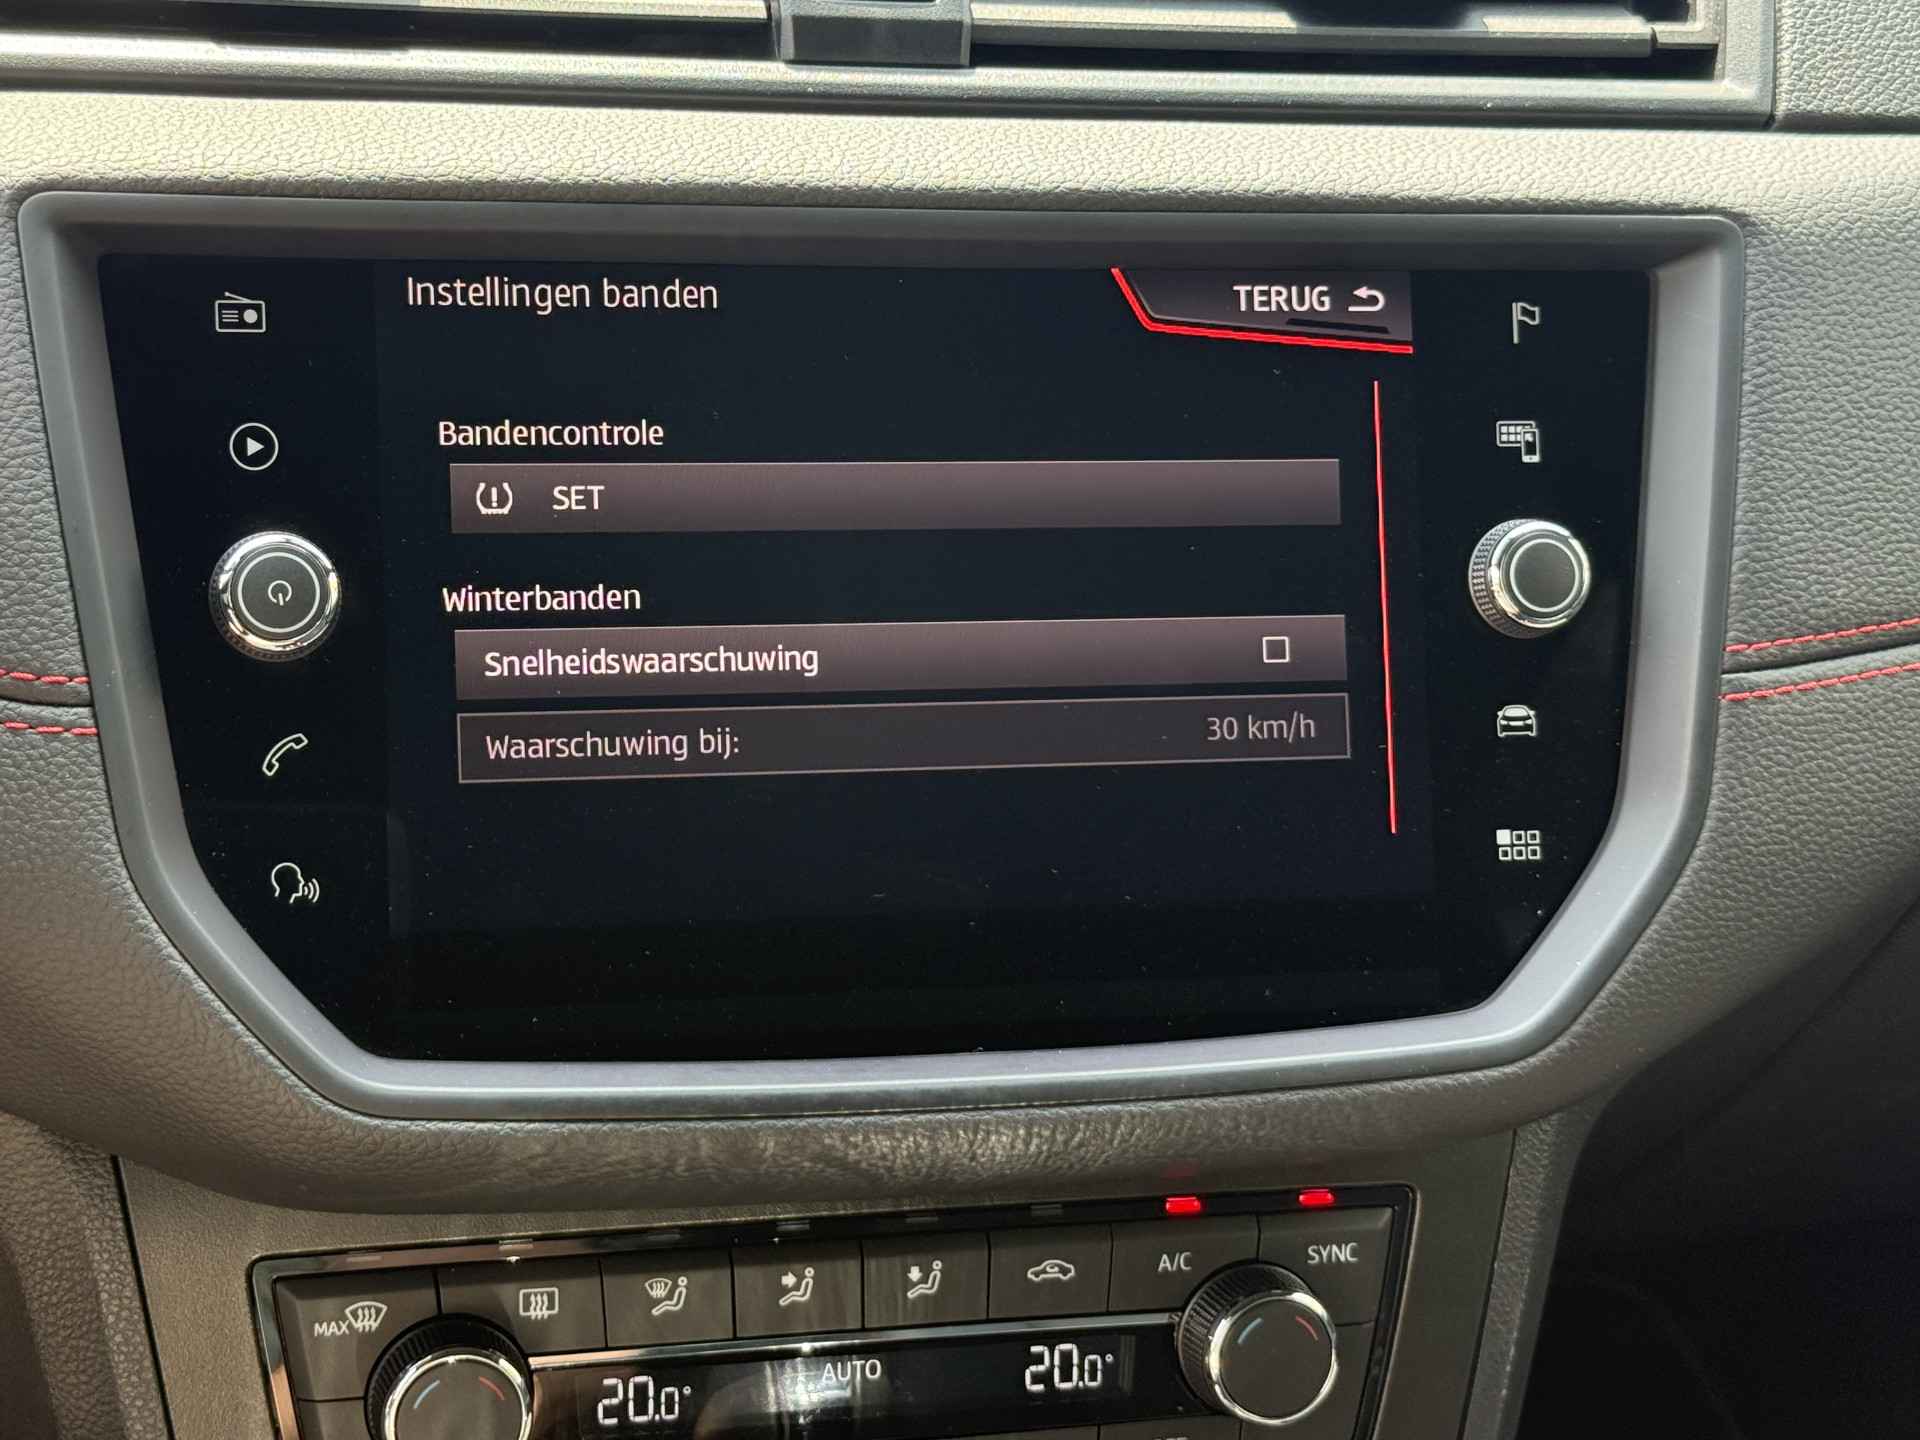 Instellingen banden
TERUG
Bandencontrole
SET
Winterbanden
Snelheidswaarschuwing
Waarschuwing bij:
30 km/h
MAX
A/C
SYNC
20.0°
AUTO
20.0°